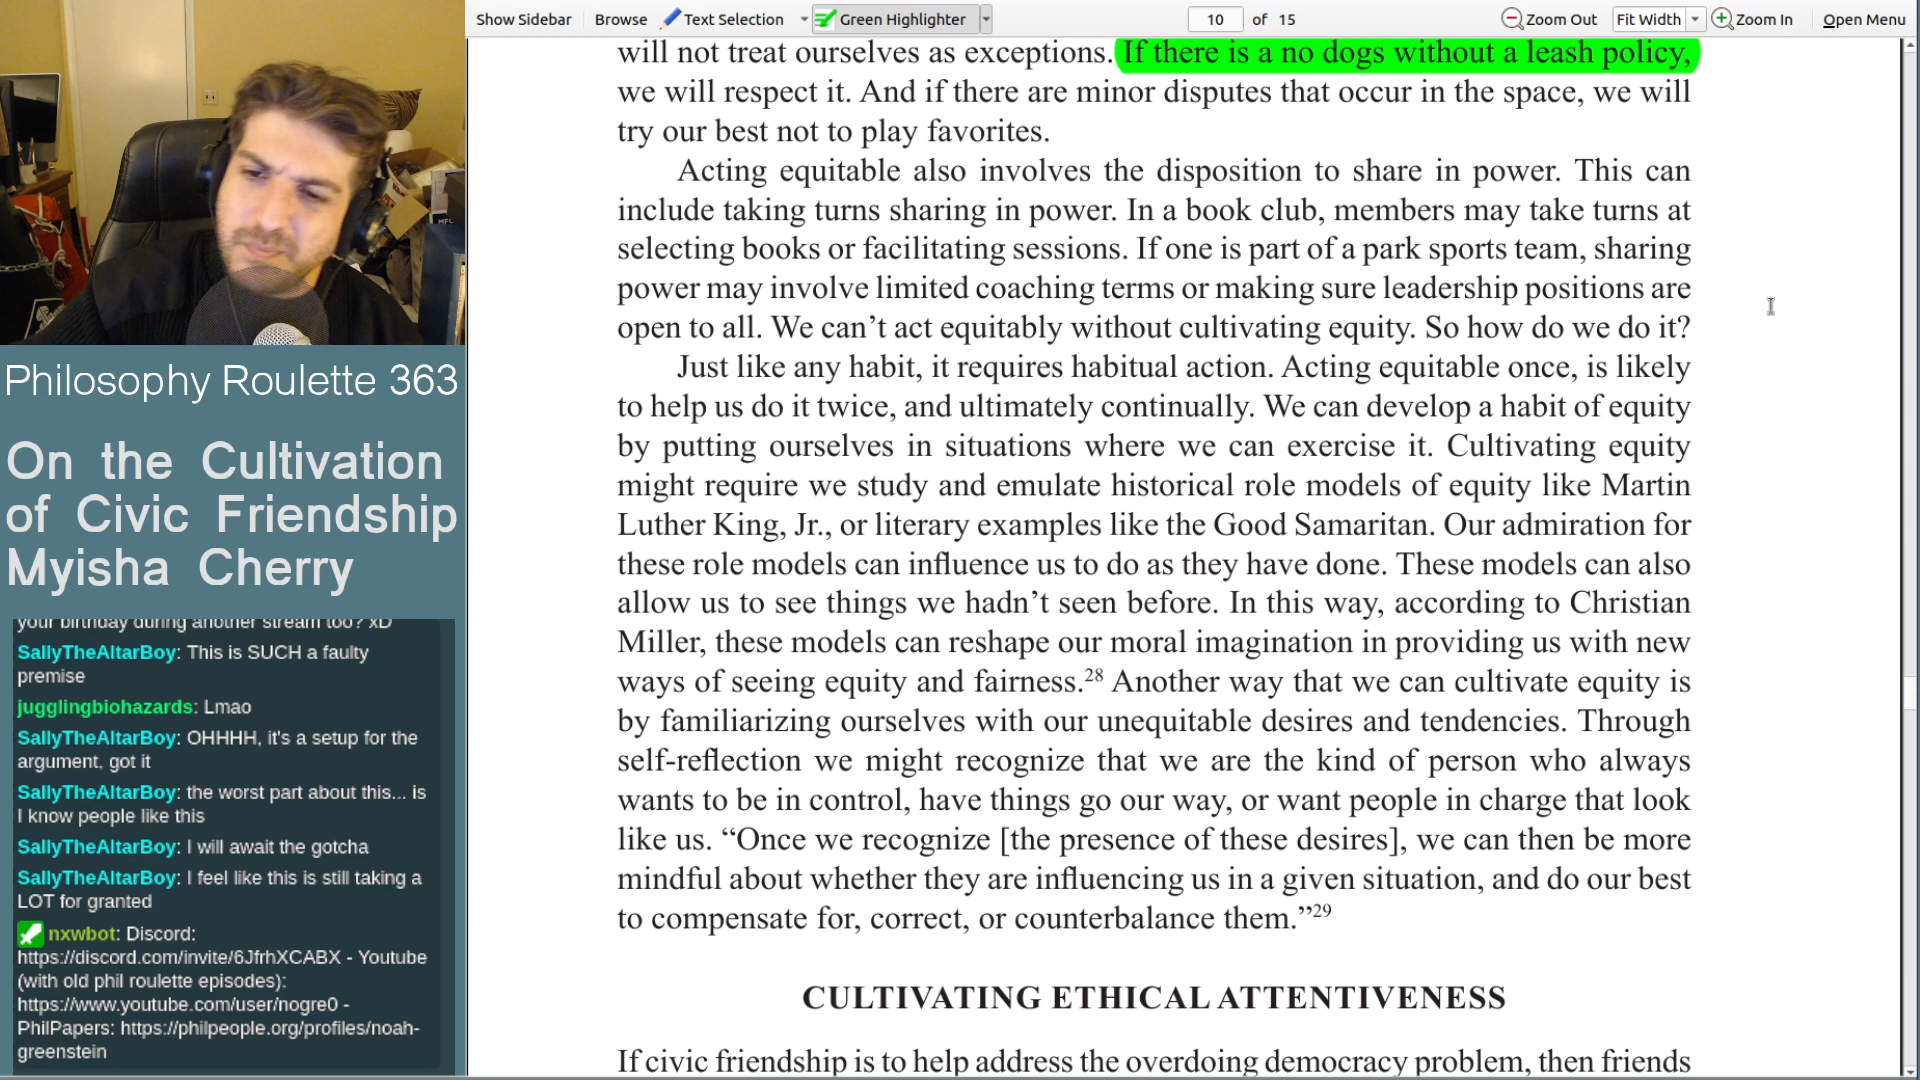 Show Sidebar Browse Text Selection Green Highlighter 10 of 15 Zoom Out Fit Width Zoom In Open Menu
will not treat ourselves as exceptions. If there is a no dogs without a leash policy,
we will respect it. And if there are minor disputes that occur in the space, we will
try our best not to play favorites.
Acting equitable also involves the disposition to share in power. This can
include taking turns sharing in power. In a book club, members may take turns at
selecting books or facilitating sessions. If one is part of a park sports team, sharing
power may involve limited coaching terms or making sure leadership positions are
open to all. We can’t act equitably without cultivating equity. So how do we do it?
Just like any habit, it requires habitual action. Acting equitable once, is likely
to help us do it twice, and ultimately continually. We can develop a habit of equity
by putting ourselves in situations where we can exercise it. Cultivating equity
might require we study and emulate historical role models of equity like Martin
Luther King, Jr., or literary examples like the Good Samaritan. Our admiration for
these role models can influence us to do as they have done. These models can also
allow us to see things we hadn’t seen before. In this way, according to Christian
Miller, these models can reshape our moral imagination in providing us with new
ways of seeing equity and fairness.28 Another way that we can cultivate equity is
by familiarizing ourselves with our unequitable desires and tendencies. Through
self-reflection we might recognize that we are the kind of person who always
wants to be in control, have things go our way, or want people in charge that look
like us. “Once we recognize [the presence of these desires], we can then be more
mindful about whether they are influencing us in a given situation, and do our best
to compensate for, correct, or counterbalance them.”29
CULTIVATING ETHICAL ATTENTIVENESS
If civic friendship is to help address the overdoing democracy problem, then friends
Philosophy Roulette 363
On the Cultivation
of Civic Friendship
Myisha Cherry
your birthday during another stream too? xD
SallyTheAltarBoy: This is SUCH a faulty
premise
jugglingbiohazards: Lmao
SallyTheAltarBoy: OHHHH, it's a setup for the
argument, got it
SallyTheAltarBoy: the worst part about this... is
I know people like this
SallyTheAltarBoy: I will await the gotcha
SallyTheAltarBoy: I feel like this is still taking a
LOT for granted
nxwbot: Discord:
https://discord.com/invite/6JfrhXCABX - Youtube
(with old phil roulette episodes):
https://www.youtube.com/user/nogre0 -
PhilPapers: https://philpeople.org/profiles/noah-
greenstein